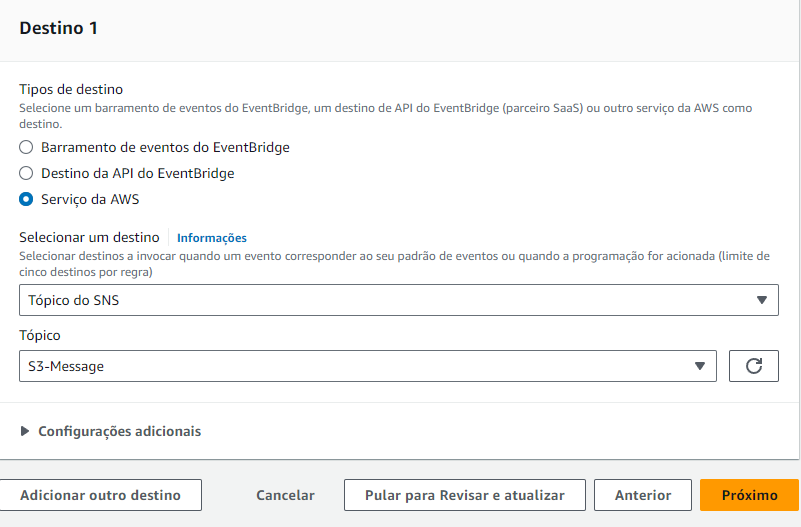 Destino 1
Tipos de destino
Selecione um barramento de eventos do EventBridge, um destino de API do EventBridge (parceiro SaaS) ou outro serviço da AWS como
destino.
Barramento de eventos do EventBridge
Destino da API do EventBridge
Serviço da AWS
Selecionar um destino Informações
Selecionar destinos a invocar quando um evento corresponder ao seu padrão de eventos ou quando a programação for acionada (limite de
cinco destinos por regra)
Tópico do SNS
Tópico
S3-Message
Configurações adicionais
Adicionar outro destino Cancelar Pular para Revisar e atualizar Anterior Próximo